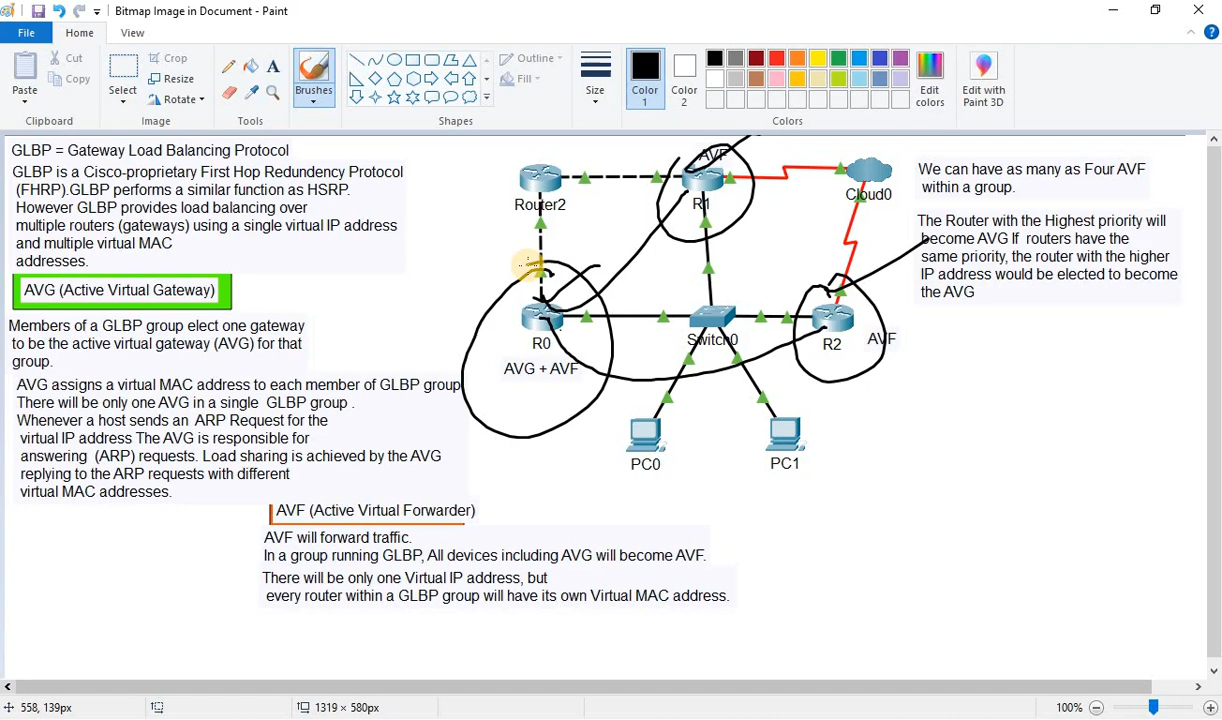 Bitmap Image in Document - Paint
File Home View
Paste
Cut
Copy
Clipboard
Select
Crop
Resize
Rotate
Image
A
Tools
Brushes
Shapes
Outline
Fill
Size
Color 1
Color 2
Colors
Edit colors
Edit with Paint 3D
GLBP = Gateway Load Balancing Protocol
GLBP is a Cisco-proprietary First Hop Redundency Protocol
(FHRP).GLBP performs a similar function as HSRP.
However GLBP provides load balancing over
multiple routers (gateways) using a single virtual IP address
and multiple virtual MAC
addresses.
AVG (Active Virtual Gateway)
Members of a GLBP group elect one gateway
to be the active virtual gateway (AVG) for that
group.
AVG assigns a virtual MAC address to each member of GLBP group
There will be only one AVG in a single GLBP group .
Whenever a host sends an ARP Request for the
virtual IP address The AVG is responsible for
answering (ARP) requests. Load sharing is achieved by the AVG
replying to the ARP requests with different
virtual MAC addresses.
AVF (Active Virtual Forwarder)
AVF will forward traffic.
In a group running GLBP, All devices including AVG will become AVF.
There will be only one Virtual IP address, but
every router within a GLBP group will have its own Virtual MAC address.
Router2
AVF
R1
Cloud0
R0
AVG + AVF
Switch0
R2
AVF
PC0
PC1
We can have as many as Four AVF
within a group.
The Router with the Highest priority will
become AVG If routers have the
same priority, the router with the higher
IP address would be elected to become
the AVG
558, 139px
1319 × 580px
100%